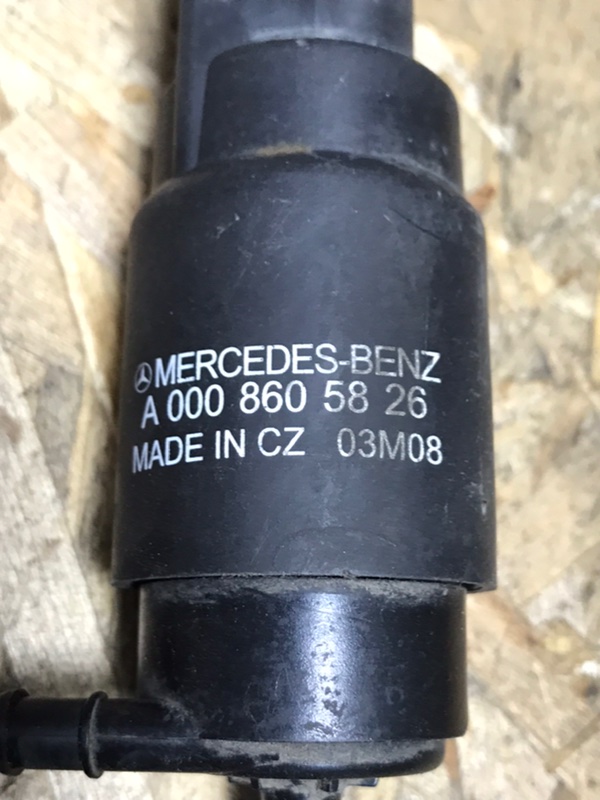 MERCEDES-BENZ
A 000 860 58 26
MADE IN CZ 03M08